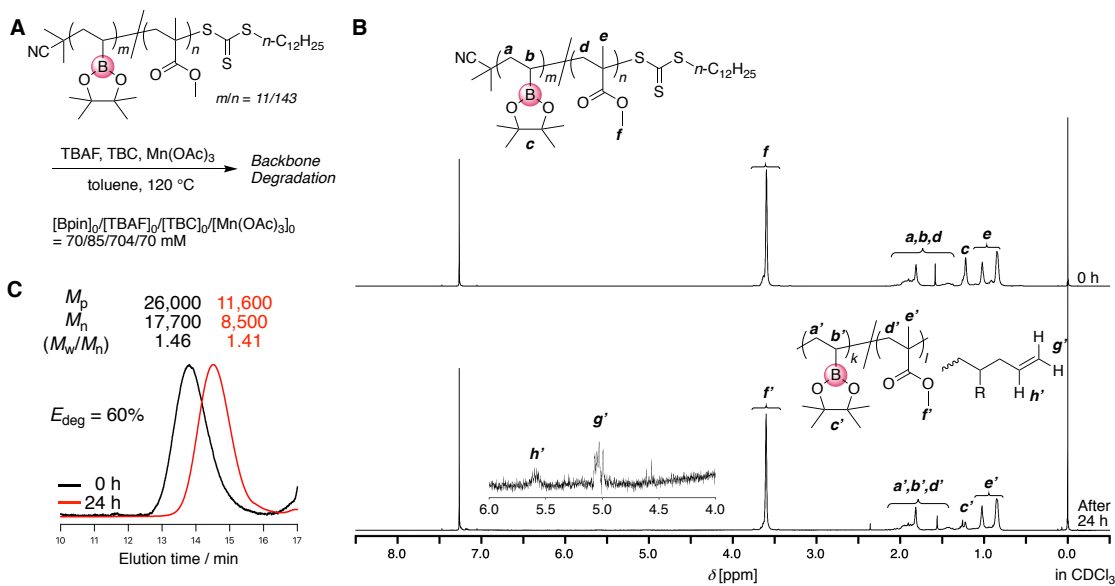 A
NC
m
n
S
S
S
n-C12H25
B
O
O
O
O
m/n = 11/143
TBAF, TBC, Mn(OAc)3
toluene, 120 °C
Backbone
Degradation
[Bpin]0/[TBAF]0/[TBC]0/[Mn(OAc)3]0
= 70/85/704/70 mM
C
Mp 26,000 11,600
Mn 17,700 8,500
(Mw/Mn) 1.46 1.41
Edeg = 60%
0 h
24 h
10 11 12 13 14 15 16 17
Elution time / min
B
a b d e
NC
m
n
S
S
S
n-C12H25
B
O
O
O
O
c
f
f
a,b,d
c
e
0 h
a' b' d' e'
k
l
B
O
O
O
O
c'
f'
H
H
H
R
g'
h'
f'
h'
g'
6.0 5.5 5.0 4.5 4.0
a',b',d'
c'
e'
After
24 h
8.0 7.0 6.0 5.0 4.0 3.0 2.0 1.0 0.0
δ [ppm]
in CDCl3